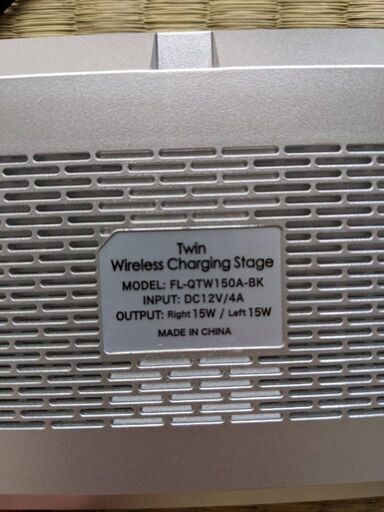 Twin
Wireless Charging Stage
MODEL: FL-QTW150A-BK
INPUT: DC12V/4A
OUTPUT: Right 15W / Left 15W
MADE IN CHINA